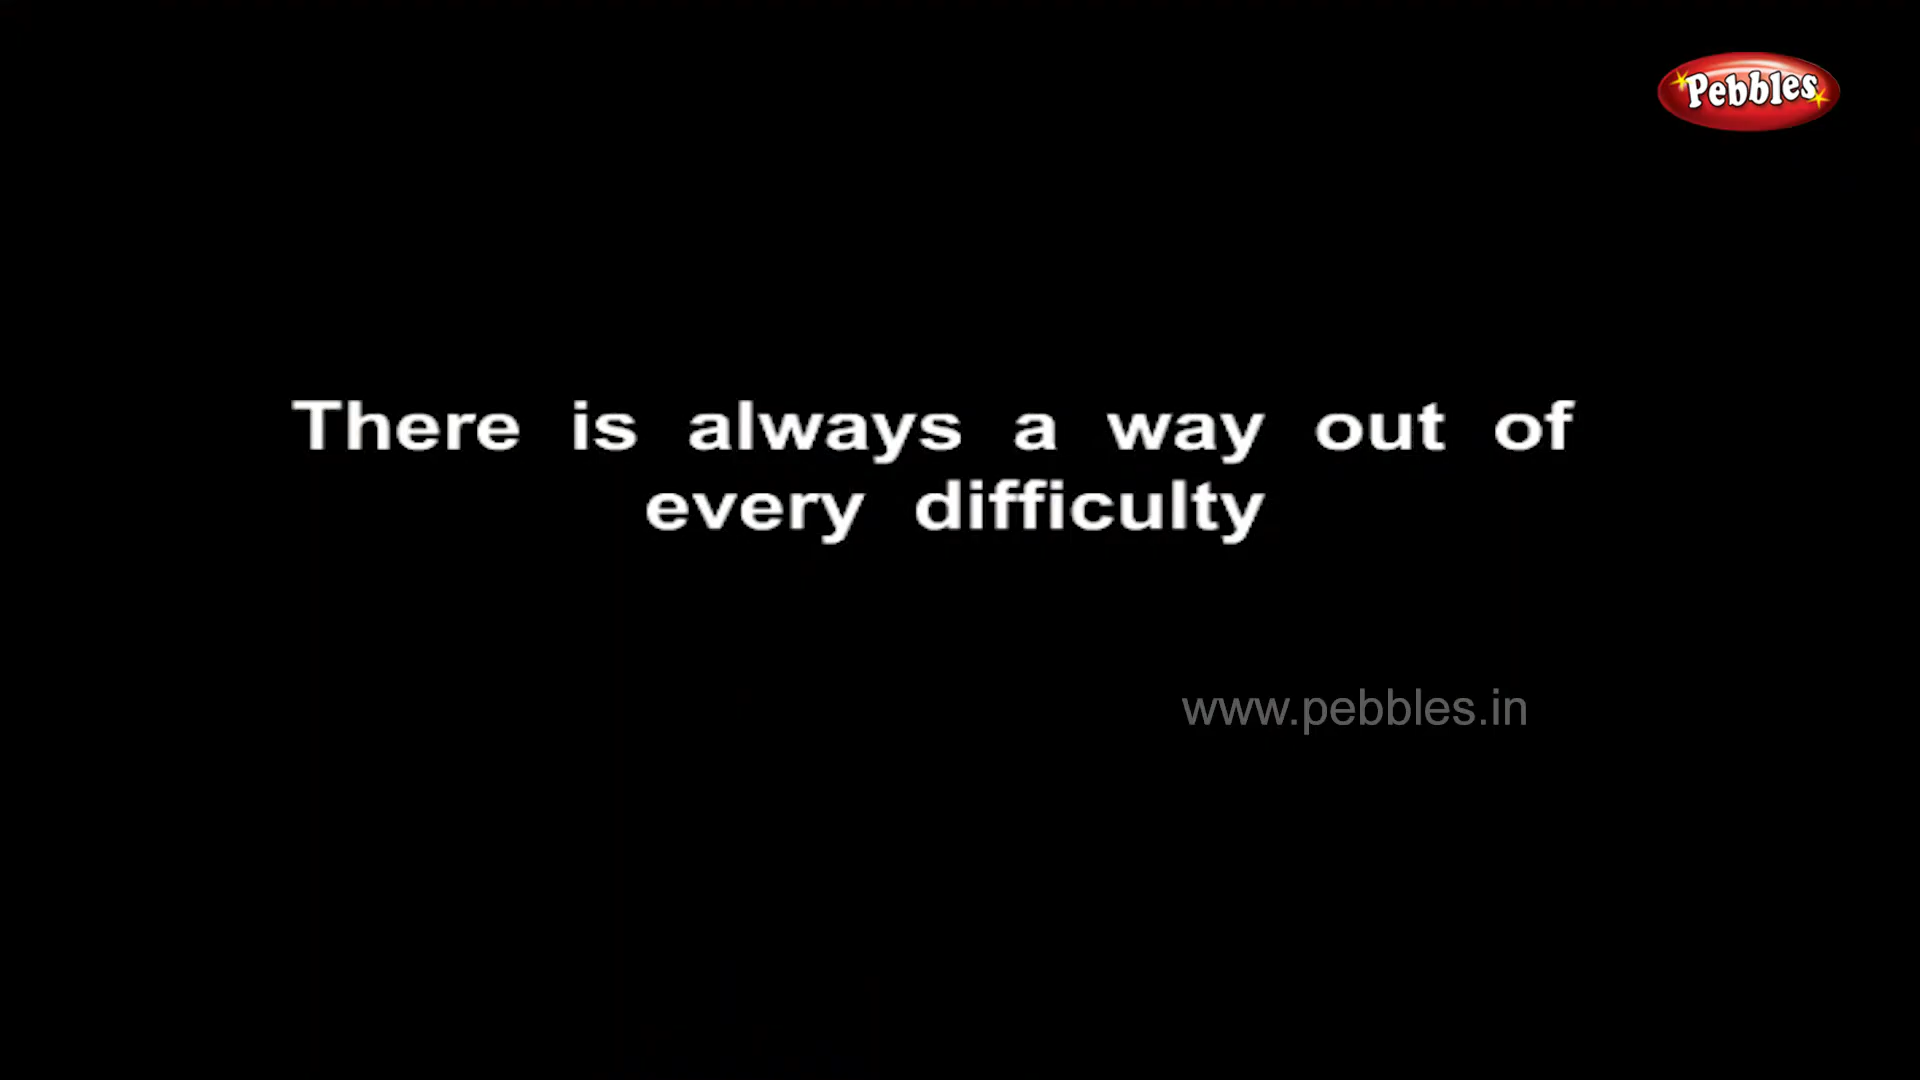 Pebbles
There is always a way out of
every difficulty
www.pebbles.in